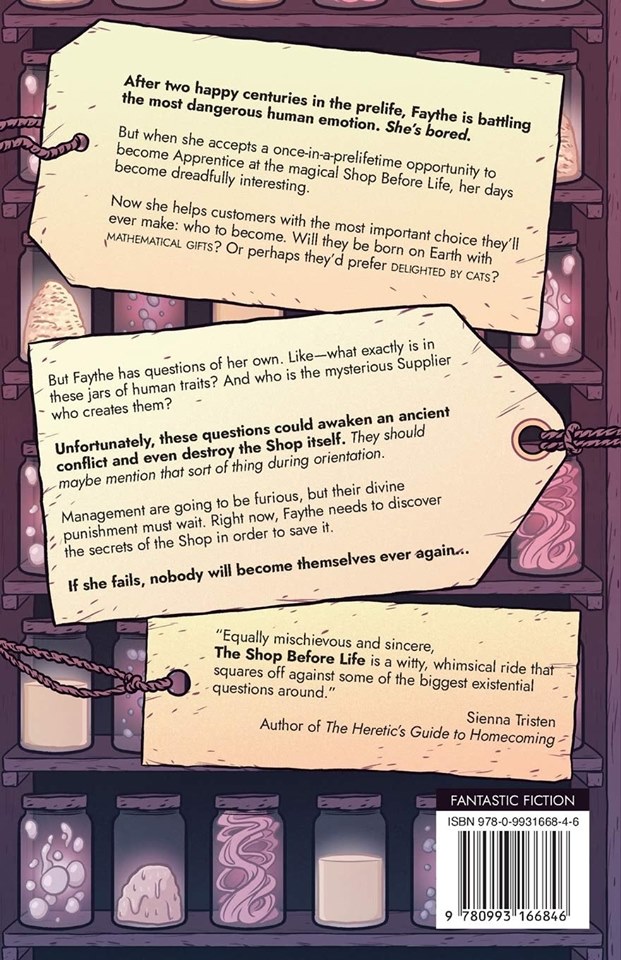 After two happy centuries in the prelife, Faythe is battling
the most dangerous human emotion. She's bored.
But when she accepts a once-in-a-prelifetime opportunity to
become Apprentice at the magical Shop Before Life, her days
become dreadfully interesting.
Now she helps customers with the most important choice they'll
ever make: who to become. Will they be born on Earth with
MATHEMATICAL GIFTS? Or perhaps they'd prefer DELIGHTED BY CATS?
But Faythe has questions of her own. Like—what exactly is in
these jars of human traits? And who is the mysterious Supplier
who creates them?
Unfortunately, these questions could awaken an ancient
conflict and even destroy the Shop itself. They should
maybe mention that sort of thing during orientation.
Management are going to be furious, but their divine
punishment must wait. Right now, Faythe needs to discover
the secrets of the Shop in order to save it.
If she fails, nobody will become themselves ever again...
"Equally mischievous and sincere,
The Shop Before Life is a witty, whimsical ride that
squares off against some of the biggest existential
questions around."
Sienna Tristen
Author of The Heretic's Guide to Homecoming
FANTASTIC FICTION
ISBN 978-0-9931668-4-6
9 780993 166846